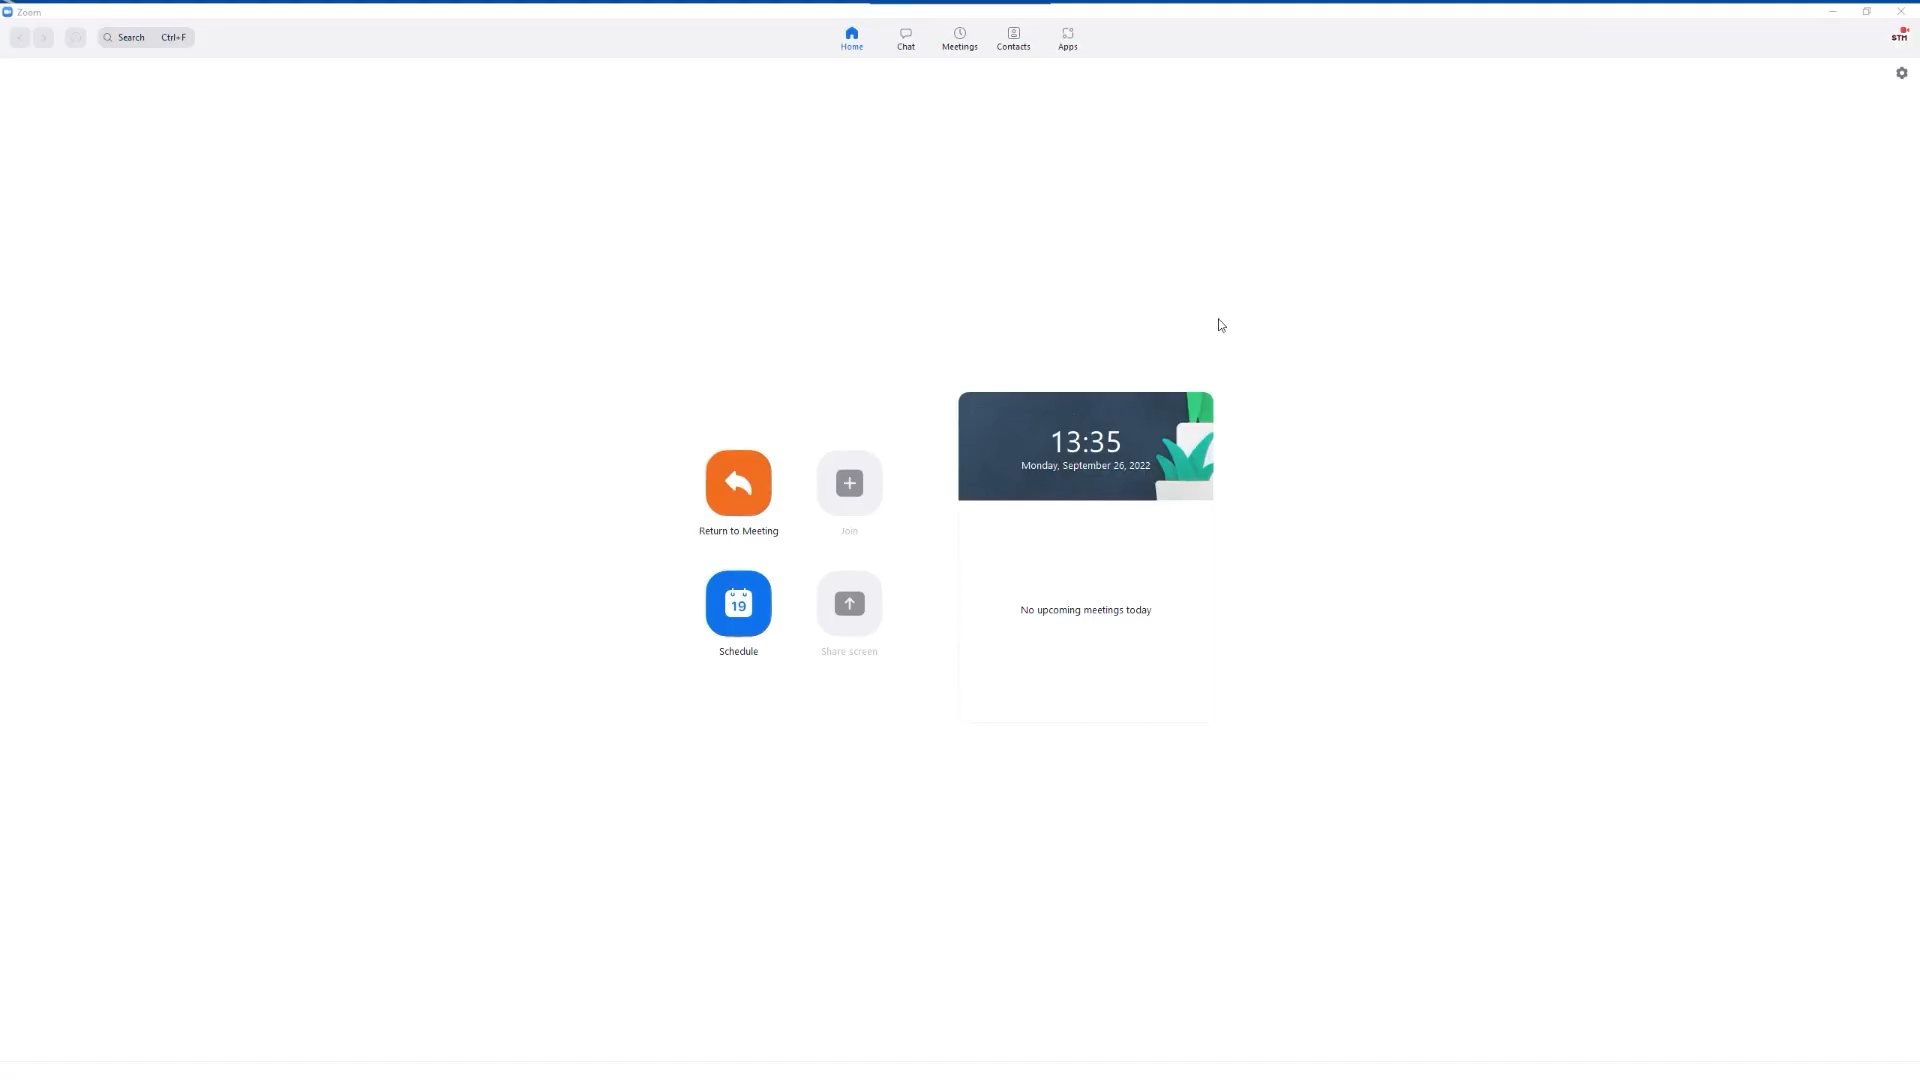 Zoom
Search Ctrl+F
Home
Chat
Meetings
Contacts
Apps
STM
13:35
Monday, September 26, 2022
Return to Meeting
Join
19
Schedule
Share screen
No upcoming meetings today